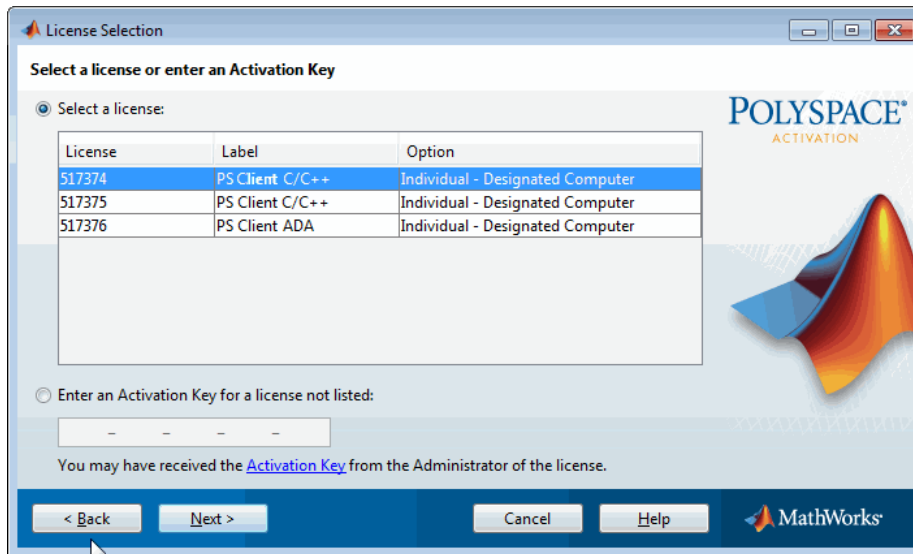 License Selection
Select a license or enter an Activation Key
Select a license:
POLYSPACE®
ACTIVATION
License Label Option
517374 PS Client C/C++ Individual - Designated Computer
517375 PS Client C/C++ Individual - Designated Computer
517376 PS Client ADA Individual - Designated Computer
Enter an Activation Key for a license not listed:
– – – –
You may have received the Activation Key from the Administrator of the license.
< Back Next > Cancel Help MathWorks®